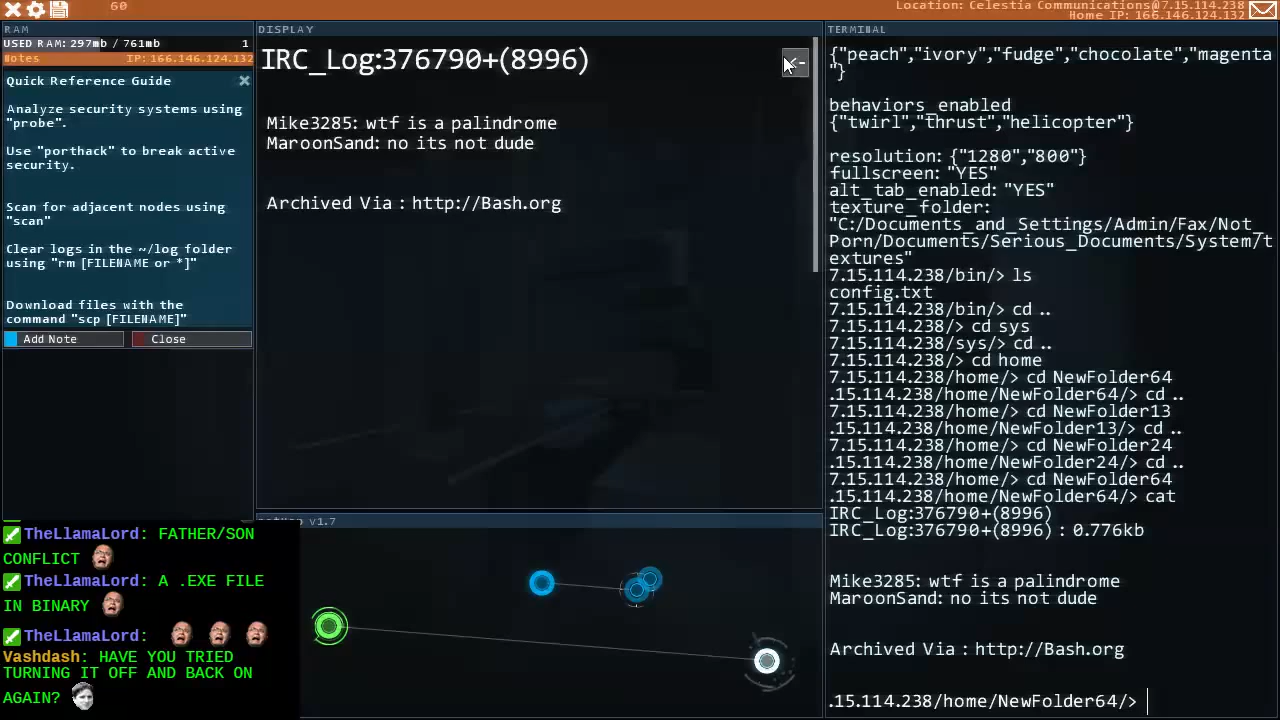 60
Location: Celestia Communications@7.15.114.238
Home IP: 166.146.124.132
RAM
USED RAM: 297mb / 761mb 1
Notes IP: 166.146.124.132
Quick Reference Guide
Analyze security systems using
"probe".
Use "porthack" to break active
security.
Scan for adjacent nodes using
"scan"
Clear logs in the ~/log folder
using "rm [FILENAME or *]"
Download files with the
command "scp [FILENAME]"
Add Note
Close
TheLlamaLord: FATHER/SON
CONFLICT
TheLlamaLord: A .EXE FILE
IN BINARY
TheLlamaLord:
Vashdash: HAVE YOU TRIED
TURNING IT OFF AND BACK ON
AGAIN?
DISPLAY
IRC_Log:376790+(8996)
<-
Mike3285: wtf is a palindrome
MaroonSand: no its not dude
Archived Via : http://Bash.org
v1.7
TERMINAL
{"peach","ivory","fudge","chocolate","magenta
"}
behaviors_enabled
{"twirl","thrust","helicopter"}
resolution: {"1280","800"}
fullscreen: "YES"
alt_tab_enabled: "YES"
texture_folder:
"C:/Documents_and_Settings/Admin/Fax/Not_
Porn/Documents/Serious_Documents/System/t
extures"
7.15.114.238/bin/> ls
config.txt
7.15.114.238/bin/> cd ..
7.15.114.238/> cd sys
7.15.114.238/sys/> cd ..
7.15.114.238/> cd home
7.15.114.238/home/> cd NewFolder64
.15.114.238/home/NewFolder64/> cd ..
7.15.114.238/home/> cd NewFolder13
.15.114.238/home/NewFolder13/> cd ..
7.15.114.238/home/> cd NewFolder24
.15.114.238/home/NewFolder24/> cd ..
7.15.114.238/home/> cd NewFolder64
.15.114.238/home/NewFolder64/> cat
IRC_Log:376790+(8996)
IRC_Log:376790+(8996) : 0.776kb
Mike3285: wtf is a palindrome
MaroonSand: no its not dude
Archived Via : http://Bash.org
.15.114.238/home/NewFolder64/>